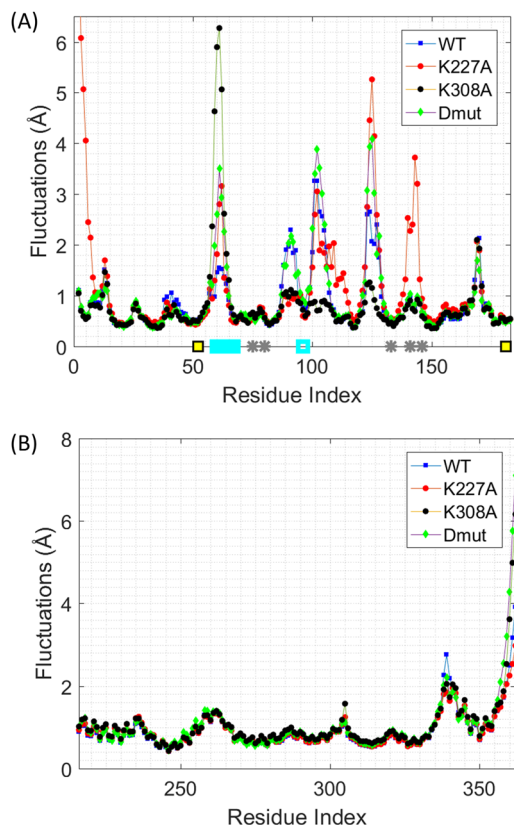 (A)
Fluctuations (Å)
6
5
4
3
2
1
0
WT
K227A
K308A
Dmut
0 50 100 150
Residue Index
(B)
Fluctuations (Å)
8
6
4
2
0
WT
K227A
K308A
Dmut
250 300 350
Residue Index